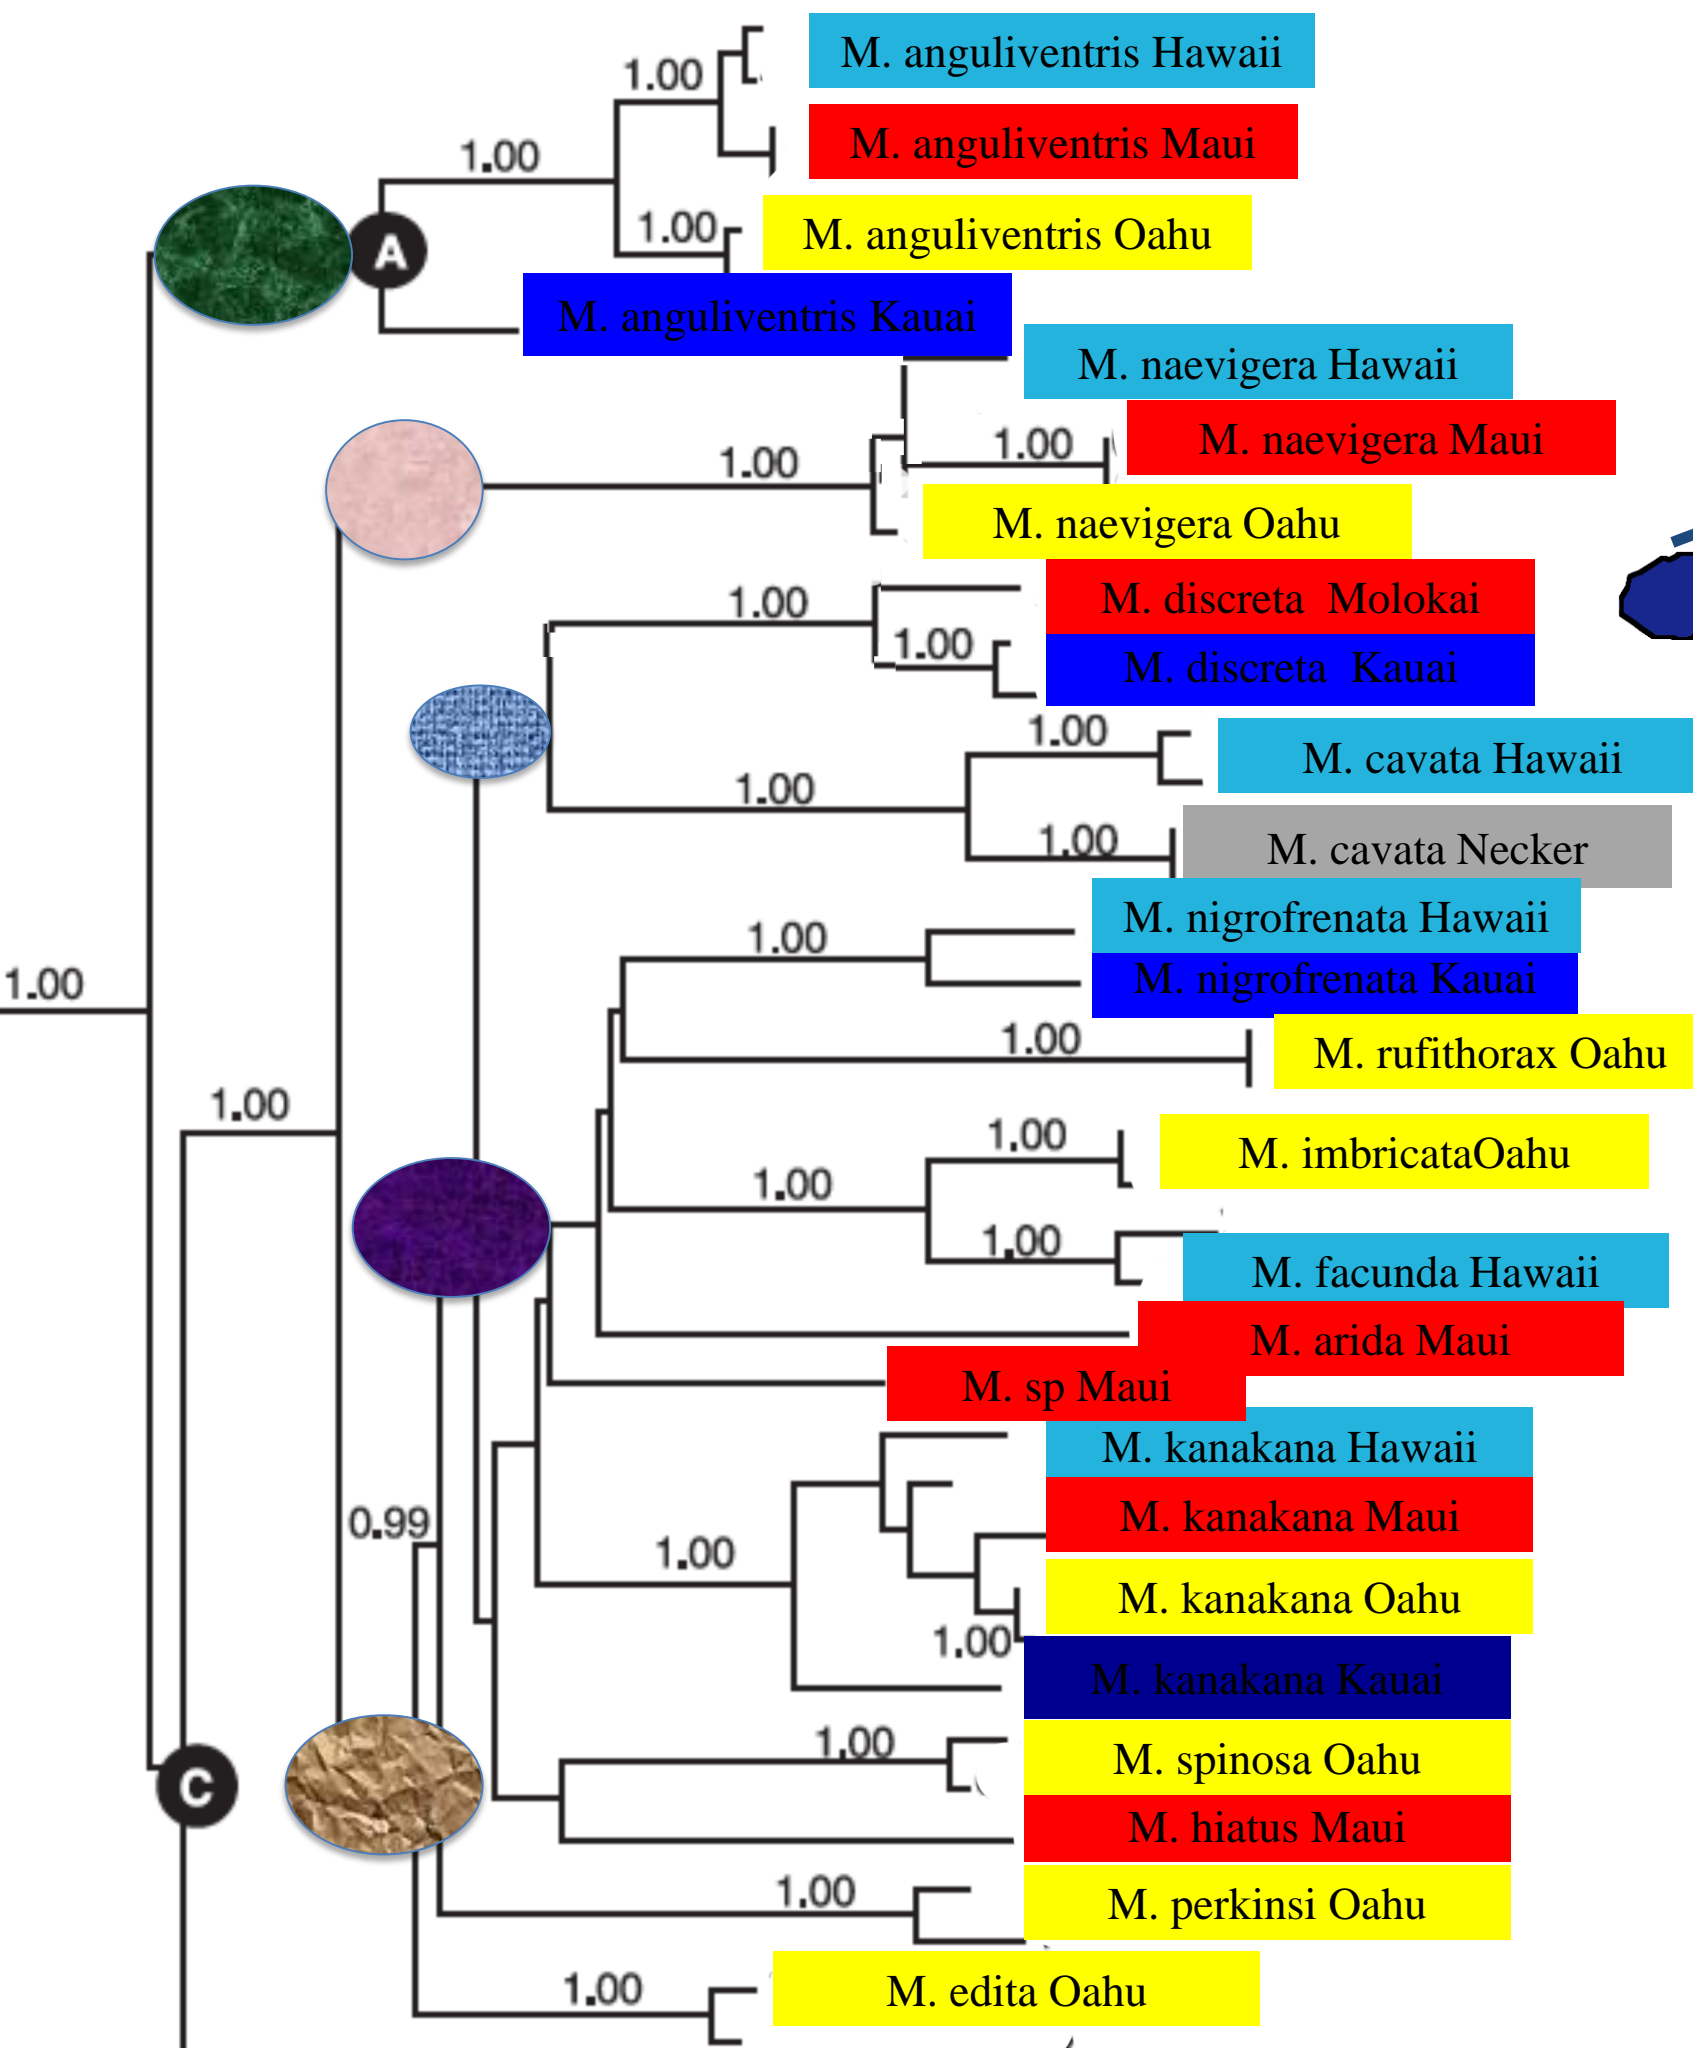 1.00
M. anguliventris Hawaii
1.00
M. anguliventris Maui
1.00
M. anguliventris Oahu
A
M. anguliventris Kauai
M. naevigera Hawaii
1.00
M. naevigera Maui
1.00
M. naevigera Oahu
1.00
M. discreta  Molokai
1.00
M. discreta  Kauai
1.00
M. cavata Hawaii
1.00
1.00
M. cavata Necker
M. nigrofrenata Hawaii
1.00
M. nigrofrenata Kauai
1.00
1.00
M. rufithorax Oahu
1.00
1.00
M. imbricataOahu
1.00
1.00
M. facunda Hawaii
M. arida Maui
M. sp Maui
M. kanakana Hawaii
0.99
M. kanakana Maui
1.00
M. kanakana Oahu
1.00
M. kanakana Kauai
1.00
M. spinosa Oahu
C
M. hiatus Maui
1.00
M. perkinsi Oahu
1.00
M. edita Oahu